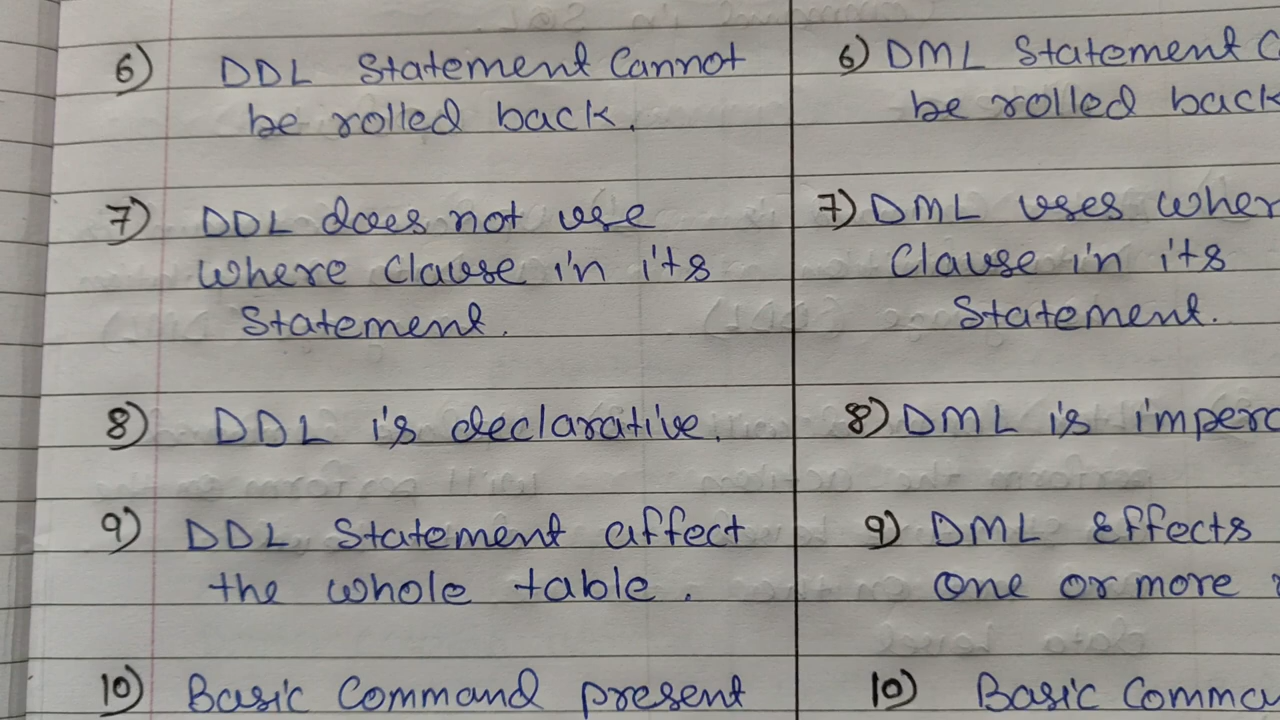 6) DDL Statement Cannot
be rolled back.
7) DDL does not use
where Clause in its
Statement.
8) DDL is declarative.
9) DDL Statement affect
the whole table.
10) Basic Command present
6) DML Statement
be rolled back
7) DML uses
Clause in its
Statement.
8) DML is
9) DML Effects
one or more
10) Basic